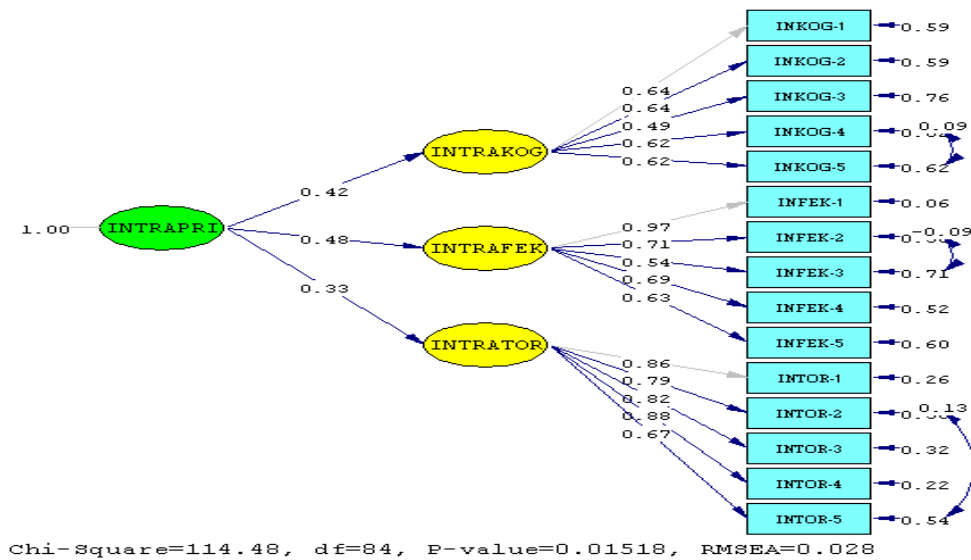 INKOG-1 0.59
0.64 INKOG-2 0.59
0.64 INKOG-3 0.76
0.49 INKOG-4 0.09
INTRAKOG 0.62 INKOG-5 0.62
0.42 0.62
INFEK-1 0.06
1.00 INTRAPRI 0.97 INFEK-2 -0.09
0.48 INTRAFEK 0.71 INFEK-3 0.71
0.33 0.54
0.69 INFEK-4 0.52
0.63 INFEK-5 0.60
INTRATOR 0.86 INTOR-1 0.26
0.79 INTOR-2 0.13
0.82 INTOR-3 0.32
0.88 INTOR-4 0.22
0.67 INTOR-5 0.54
Chi-Square=114.48, df=84, P-value=0.01518, RMSEA=0.028